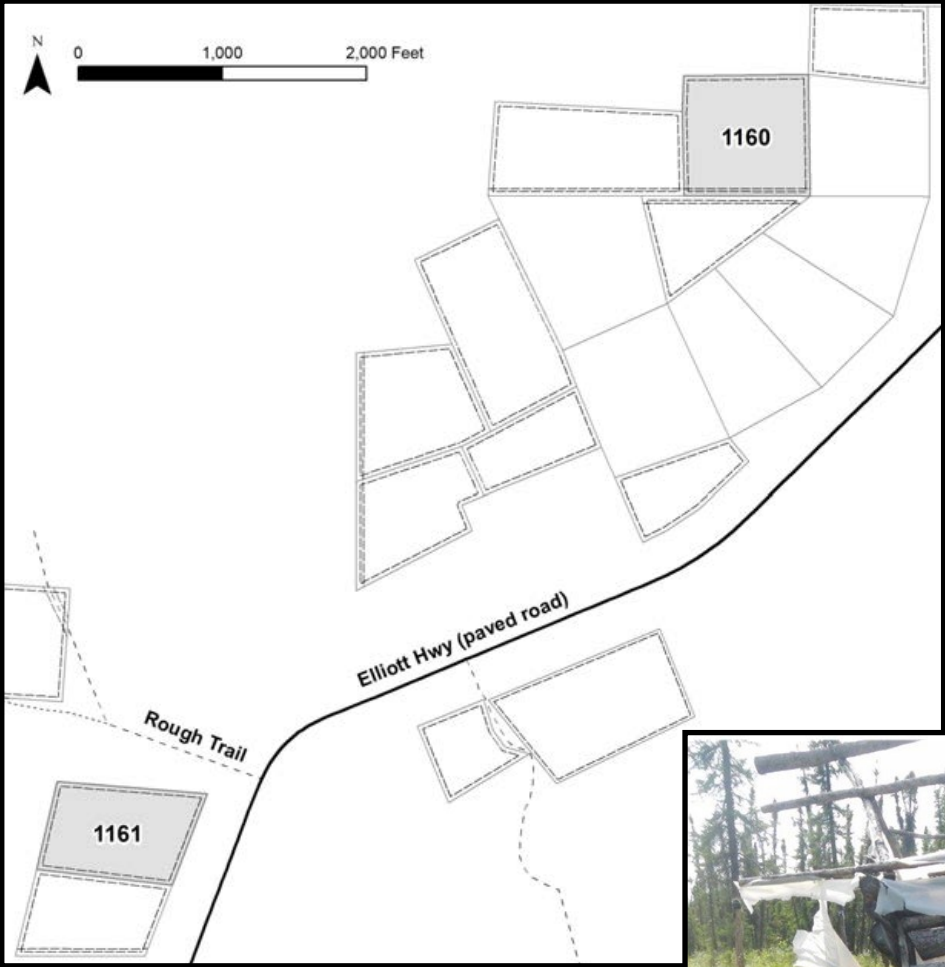 N
0 1,000 2,000 Feet
1160
Elliott Hwy (paved road)
Rough Trail
1161